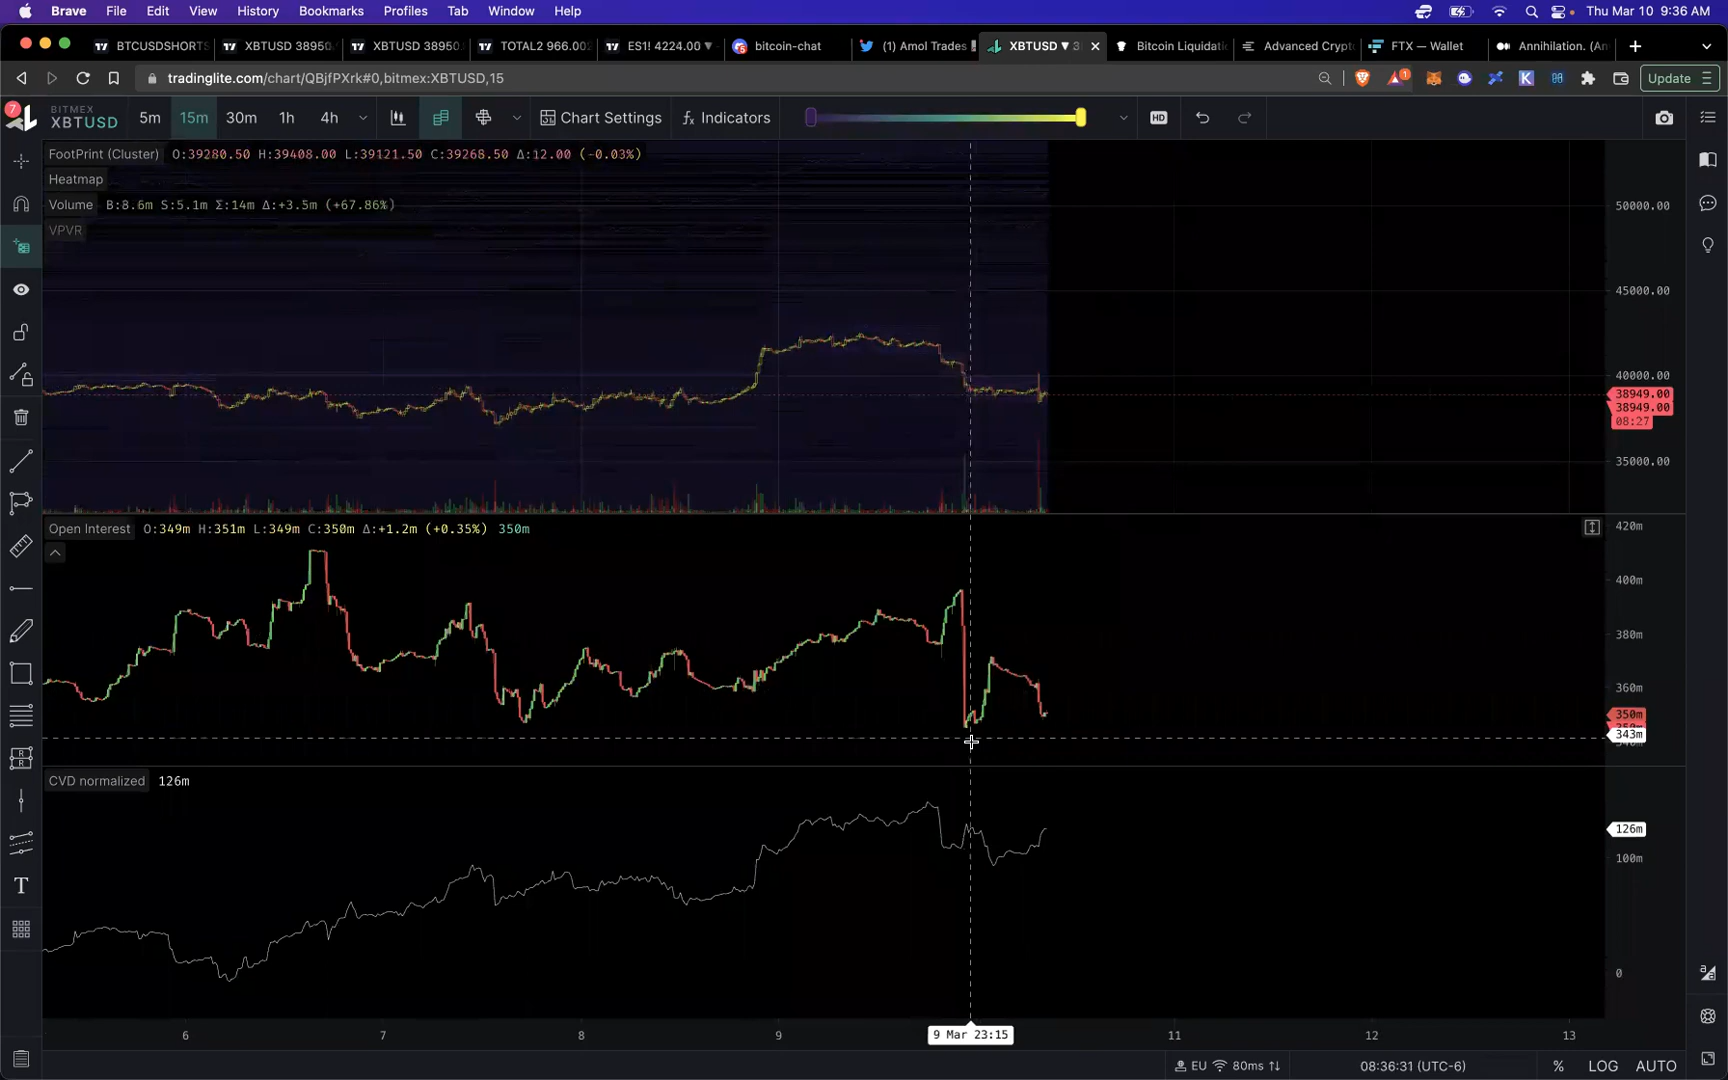 Brave File Edit View History Bookmarks Profiles Tab Window Help Thu Mar 10 9:36 AM
BTCUSDSHORTS XBTUSD 38950. XBTUSD 38950. TOTAL2 966.00 ES1! 4224.00 ▼ bitcoin-chat (1) Amol Trades XBTUSD ▼ 3 Bitcoin Liquidati Advanced Crypt FTX — Wallet Annihilation. (An
tradinglite.com/chart/QBjfPXrk#0,bitmex:XBTUSD,15 1 Update
7 BITMEX
XBTUSD 5m 15m 30m 1h 4h Chart Settings fx Indicators HD
FootPrint (Cluster) O:39280.50 H:39408.00 L:39121.50 C:39268.50 Δ:12.00 (-0.03%)
Heatmap
Volume B:8.6m S:5.1m Σ:14m Δ:+3.5m (+67.86%)
VPVR
50000.00
45000.00
40000.00
38949.00
38949.00
08:27
35000.00
Open Interest O:349m H:351m L:349m C:350m Δ:+1.2m (+0.35%) 350m
420m
400m
380m
360m
350m
343m
CVD normalized 126m
126m
100m
0
T
6 7 8 9 9 Mar 23:15 11 12 13
EU 80ms 08:36:31 (UTC-6) % LOG AUTO